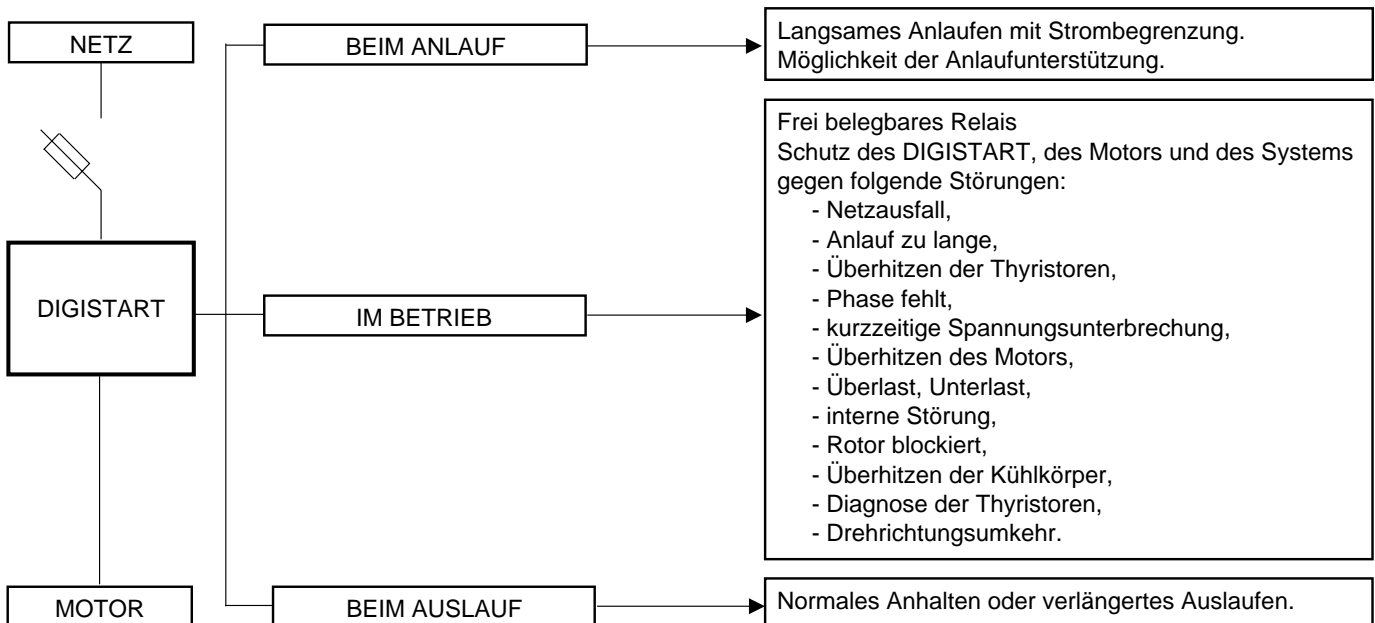 NETZ
BEIM ANLAUF
Langsames Anlaufen mit Strombegrenzung.
Möglichkeit der Anlaufunterstützung.
DIGISTART
IM BETRIEB
Frei belegbares Relais
Schutz des DIGISTART, des Motors und des Systems
gegen folgende Störungen:
- Netzausfall,
- Anlauf zu lange,
- Überhitzen der Thyristoren,
- Phase fehlt,
- kurzzeitige Spannungsunterbrechung,
- Überhitzen des Motors,
- Überlast, Unterlast,
- interne Störung,
- Rotor blockiert,
- Überhitzen der Kühlkörper,
- Diagnose der Thyristoren,
- Drehrichtungsumkehr.
MOTOR
BEIM AUSLAUF
Normales Anhalten oder verlängertes Auslaufen.